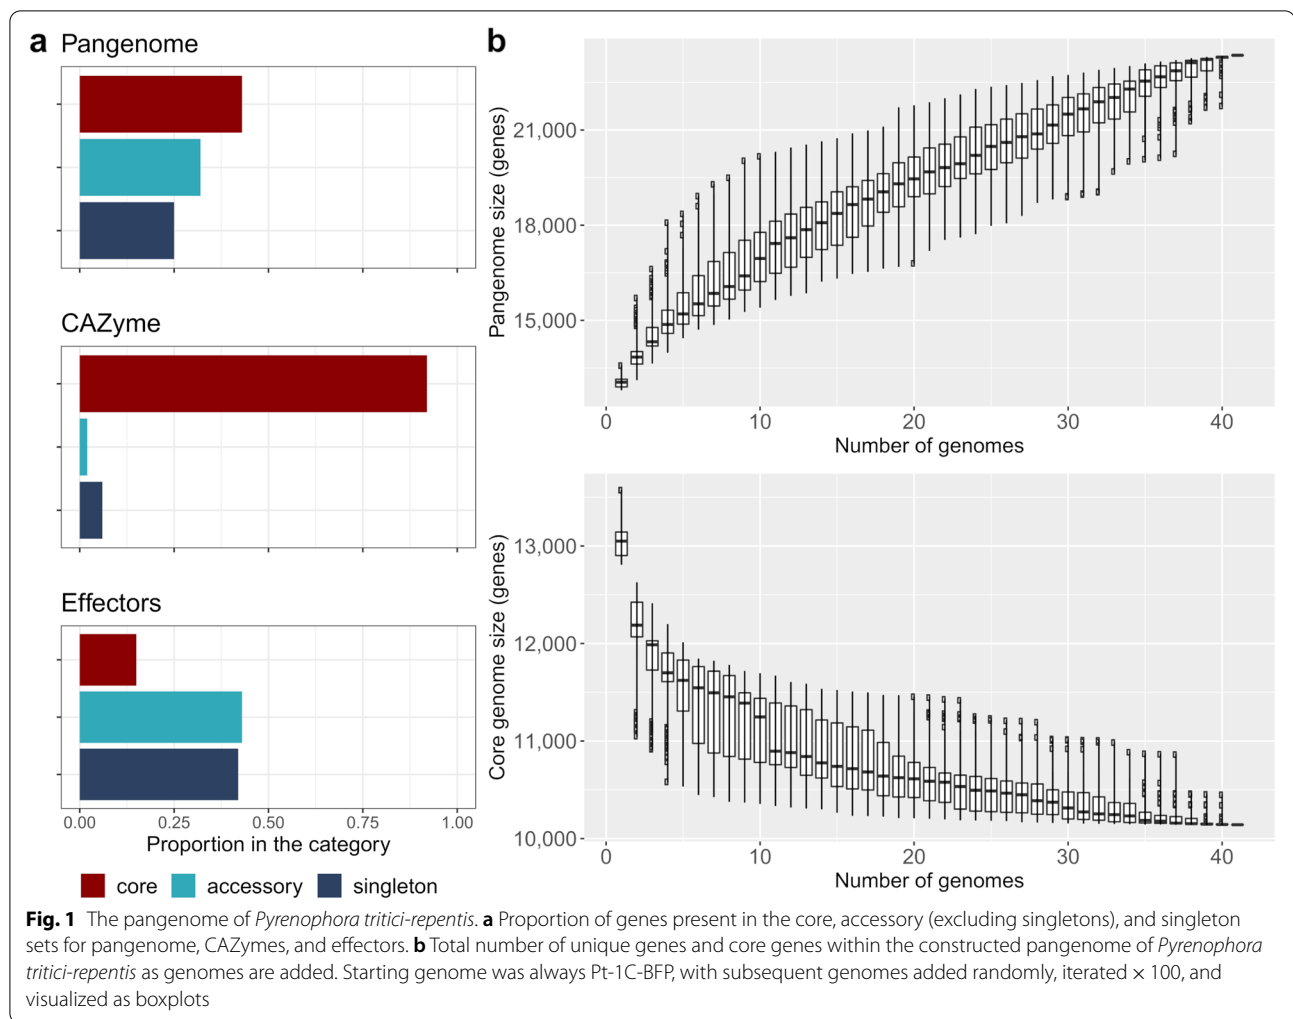 a
Pangenome
CAZyme
Effectors
0.00 0.25 0.50 0.75 1.00
Proportion in the category
core accessory singleton
b
Pangenome size (genes)
21,000
18,000
15,000
0 10 20 30 40
Number of genomes
Core genome size (genes)
13,000
12,000
11,000
10,000
0 10 20 30 40
Number of genomes
Fig. 1 The pangenome of Pyrenophora tritici-repentis. a Proportion of genes present in the core, accessory (excluding singletons), and singleton
sets for pangenome, CAZymes, and effectors. b Total number of unique genes and core genes within the constructed pangenome of Pyrenophora
tritici-repentis as genomes are added. Starting genome was always Pt-1C-BFP, with subsequent genomes added randomly, iterated × 100, and
visualized as boxplots